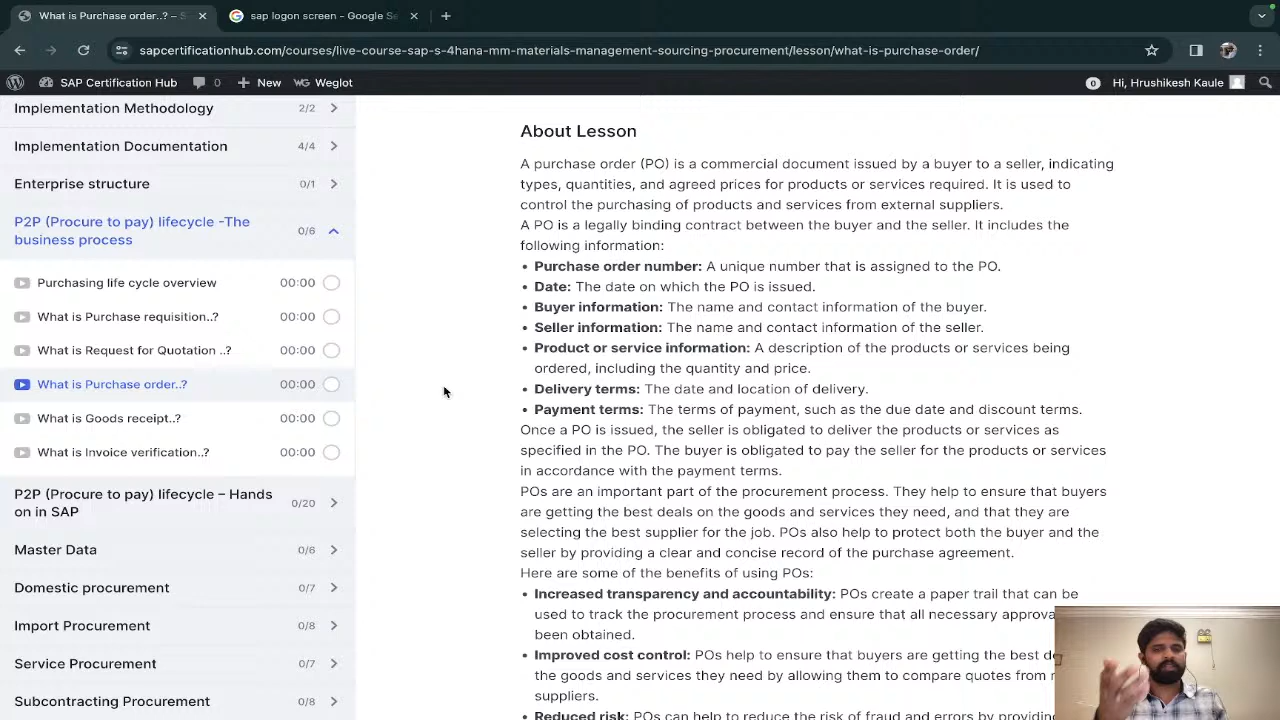 What is Purchase order..? – S
sap logon screen - Google Se
sapcertificationhub.com/courses/live-course-sap-s-4hana-mm-materials-management-sourcing-procurement/lesson/what-is-purchase-order/
SAP Certification Hub 0 New WG Weglot 0 Hi, Hrushikesh Kaule
Implementation Methodology 2/2
Implementation Documentation 4/4
Enterprise structure 0/1
P2P (Procure to pay) lifecycle -The
business process 0/6
Purchasing life cycle overview 00:00
What is Purchase requisition..? 00:00
What is Request for Quotation ..? 00:00
What is Purchase order..? 00:00
What is Goods receipt..? 00:00
What is Invoice verification..? 00:00
P2P (Procure to pay) lifecycle – Hands
on in SAP 0/20
Master Data 0/6
Domestic procurement 0/7
Import Procurement 0/8
Service Procurement 0/7
Subcontracting Procurement 0/8
About Lesson
A purchase order (PO) is a commercial document issued by a buyer to a seller, indicating
types, quantities, and agreed prices for products or services required. It is used to
control the purchasing of products and services from external suppliers.
A PO is a legally binding contract between the buyer and the seller. It includes the
following information:
• Purchase order number: A unique number that is assigned to the PO.
• Date: The date on which the PO is issued.
• Buyer information: The name and contact information of the buyer.
• Seller information: The name and contact information of the seller.
• Product or service information: A description of the products or services being
ordered, including the quantity and price.
• Delivery terms: The date and location of delivery.
• Payment terms: The terms of payment, such as the due date and discount terms.
Once a PO is issued, the seller is obligated to deliver the products or services as
specified in the PO. The buyer is obligated to pay the seller for the products or services
in accordance with the payment terms.
POs are an important part of the procurement process. They help to ensure that buyers
are getting the best deals on the goods and services they need, and that they are
selecting the best supplier for the job. POs also help to protect both the buyer and the
seller by providing a clear and concise record of the purchase agreement.
Here are some of the benefits of using POs:
• Increased transparency and accountability: POs create a paper trail that can be
used to track the procurement process and ensure that all necessary approva
been obtained.
• Improved cost control: POs help to ensure that buyers are getting the best d
the goods and services they need by allowing them to compare quotes from
suppliers.
• Reduced risk: POs can help to reduce the risk of fraud and errors by providin